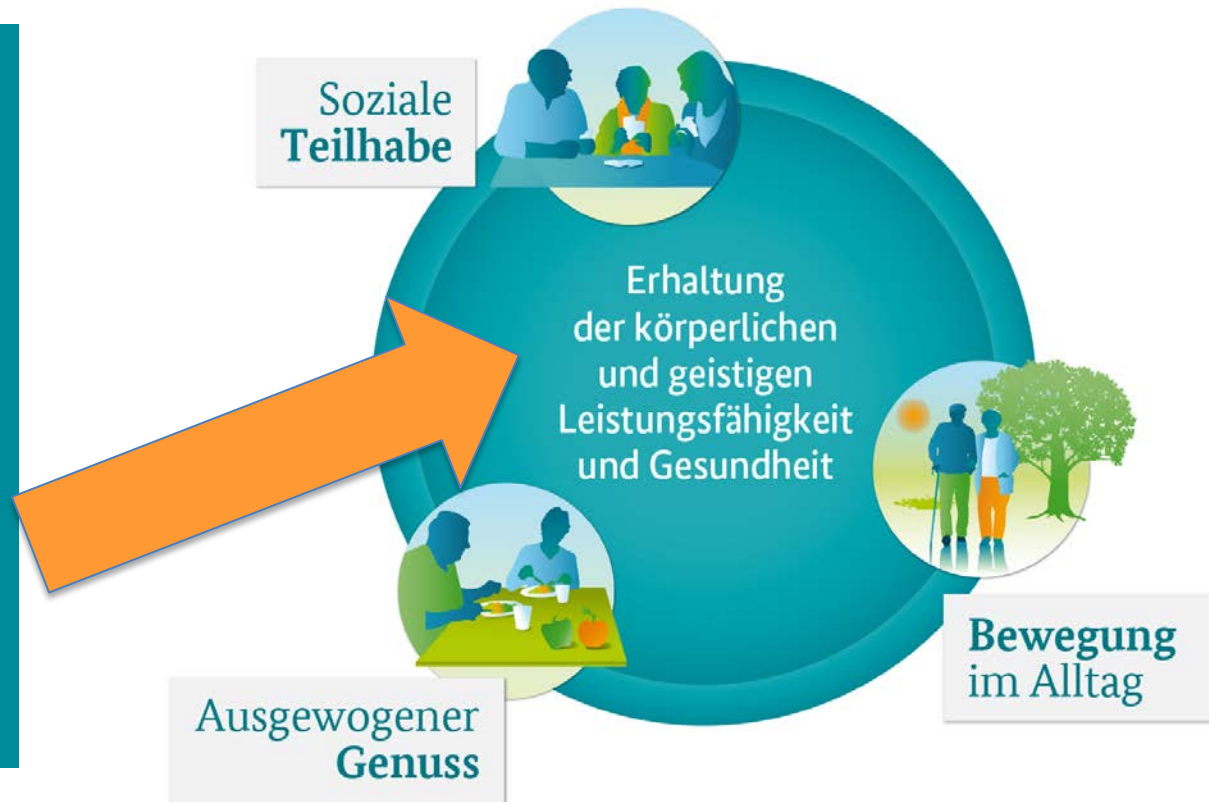 Soziale
Teilhabe
Erhaltung
der körperlichen
und geistigen
Leistungsfähigkeit
und Gesundheit
Bewegung
im Alltag
Ausgewogener
Genuss